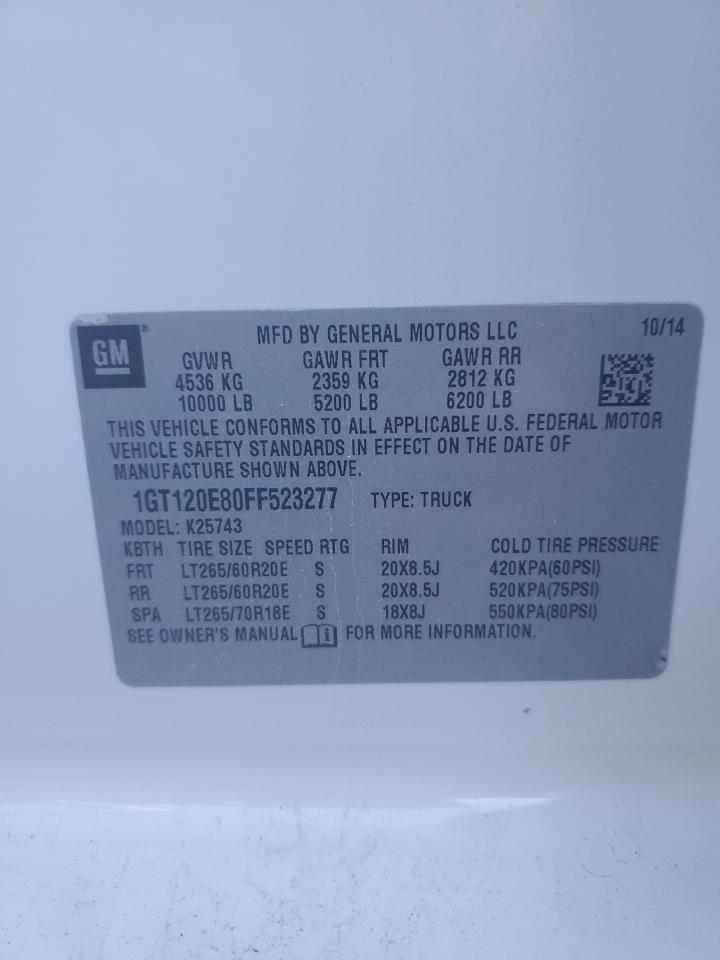 GM® MFD BY GENERAL MOTORS LLC 10/14
GVWR GAWR FRT GAWR RR
4536 KG 2359 KG 2812 KG
10000 LB 5200 LB 6200 LB
THIS VEHICLE CONFORMS TO ALL APPLICABLE U.S. FEDERAL MOTOR
VEHICLE SAFETY STANDARDS IN EFFECT ON THE DATE OF
MANUFACTURE SHOWN ABOVE.
1GT120E80FF523277 TYPE: TRUCK
MODEL: K25743
KBTH TIRE SIZE SPEED RTG RIM COLD TIRE PRESSURE
FRT LT265/60R20E S 20X8.5J 420KPA(60PSI)
RR LT265/60R20E S 20X8.5J 520KPA(75PSI)
SPA LT265/70R18E S 18X8J 550KPA(80PSI)
SEE OWNER'S MANUAL i FOR MORE INFORMATION.